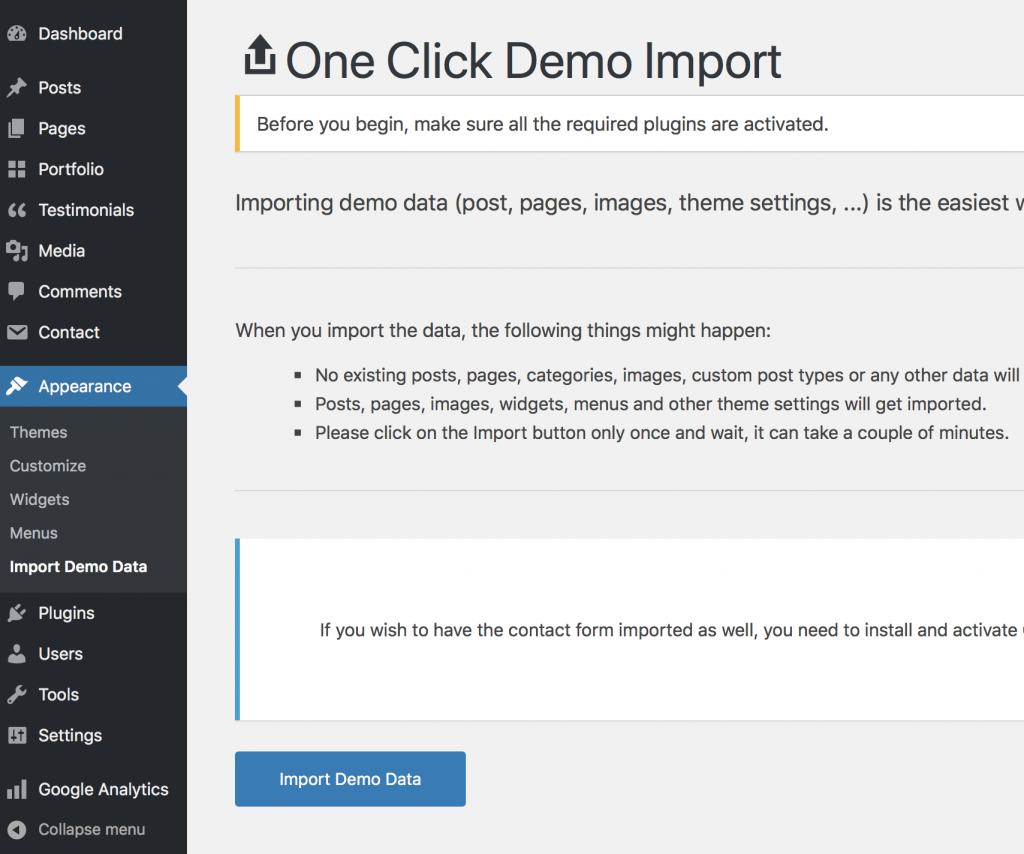 Dashboard
Posts
Pages
Portfolio
Testimonials
Media
Comments
Contact
Appearance
Themes
Customize
Widgets
Menus
Import Demo Data
Plugins
Users
Tools
Settings
Google Analytics
Collapse menu
One Click Demo Import
Before you begin, make sure all the required plugins are activated.
Importing demo data (post, pages, images, theme settings, ...) is the easiest
When you import the data, the following things might happen:
No existing posts, pages, categories, images, custom post types or any other data will
Posts, pages, images, widgets, menus and other theme settings will get imported.
Please click on the Import button only once and wait, it can take a couple of minutes.
If you wish to have the contact form imported as well, you need to install and activate
Import Demo Data